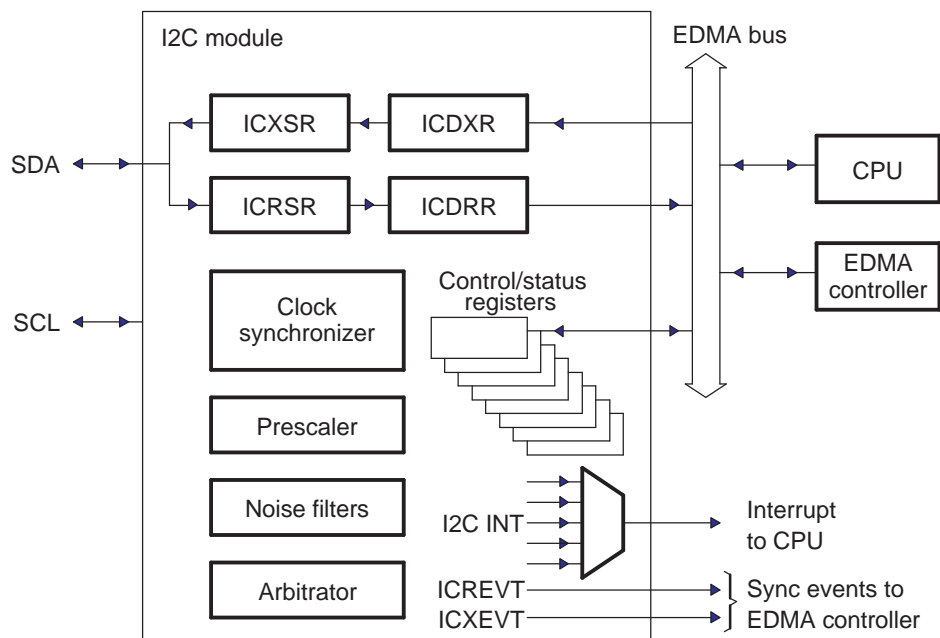 I2C module
EDMA bus
ICXSR
ICDXR
SDA
CPU
ICRSR
ICDRR
EDMA
controller
Control/status
registers
Clock
synchronizer
SCL
Prescaler
Noise filters
I2C INT
Interrupt
to CPU
Arbitrator
ICREVT
ICXEVT
Sync events to
EDMA controller